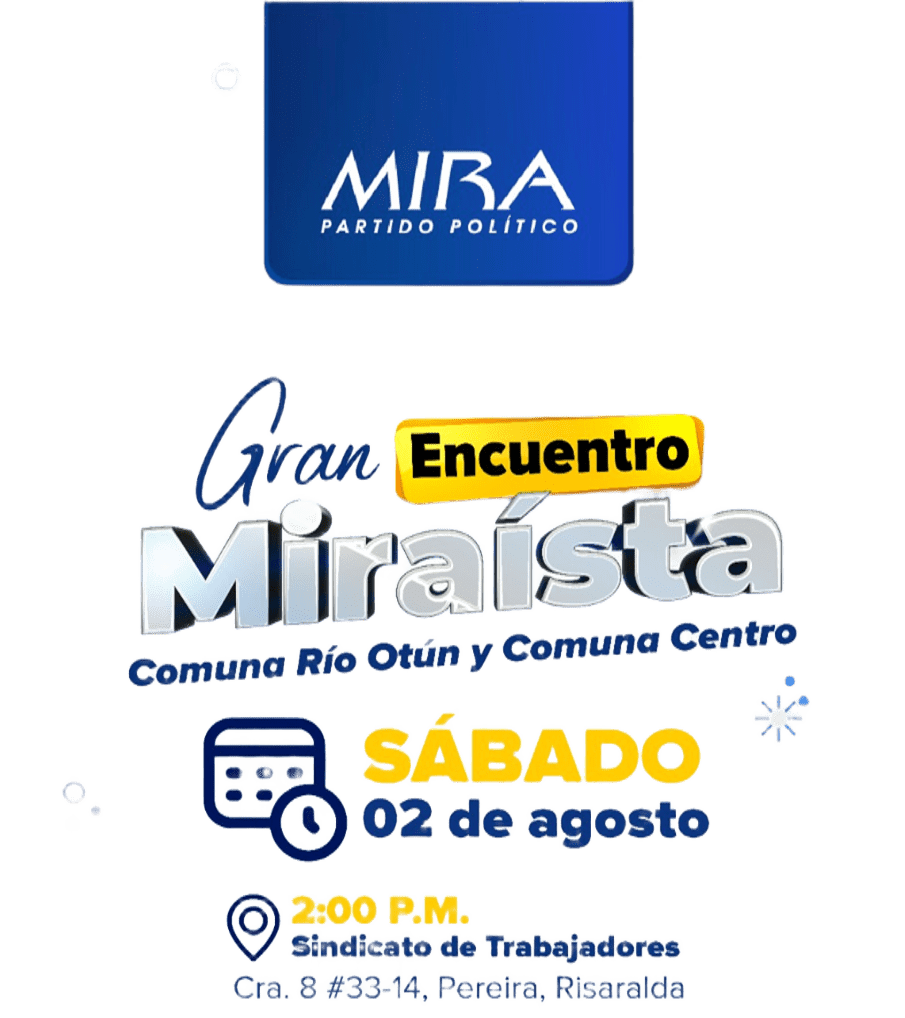 MIRA
PARTIDO POLÍTICO
Gran Encuentro
Miraísta
Comuna Río Otún y Comuna Centro
SÁBADO
02 de agosto
2:00 P.M.
Sindicato de Trabajadores
Cra. 8 #33-14, Pereira, Risaralda